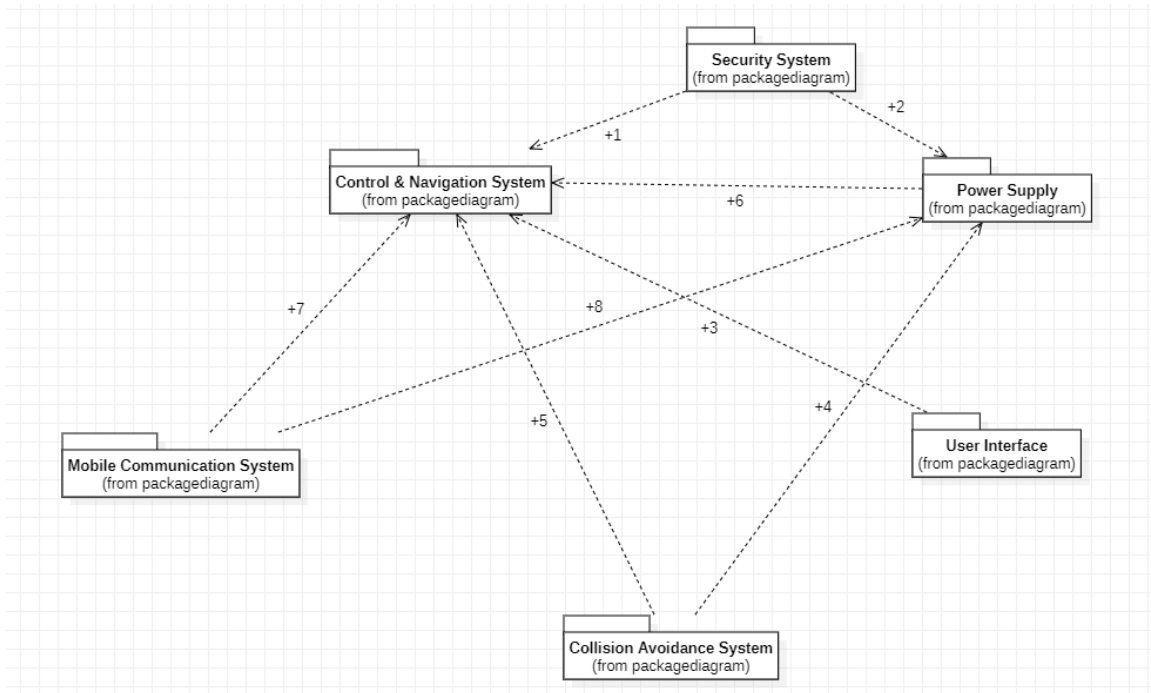 Security System
(from packagediagram)
+2
+1
Control & Navigation System
(from packagediagram)
Power Supply
(from packagediagram)
+6
+7
+8
+3
+5
+4
User Interface
(from packagediagram)
Mobile Communication System
(from packagediagram)
Collision Avoidance System
(from packagediagram)